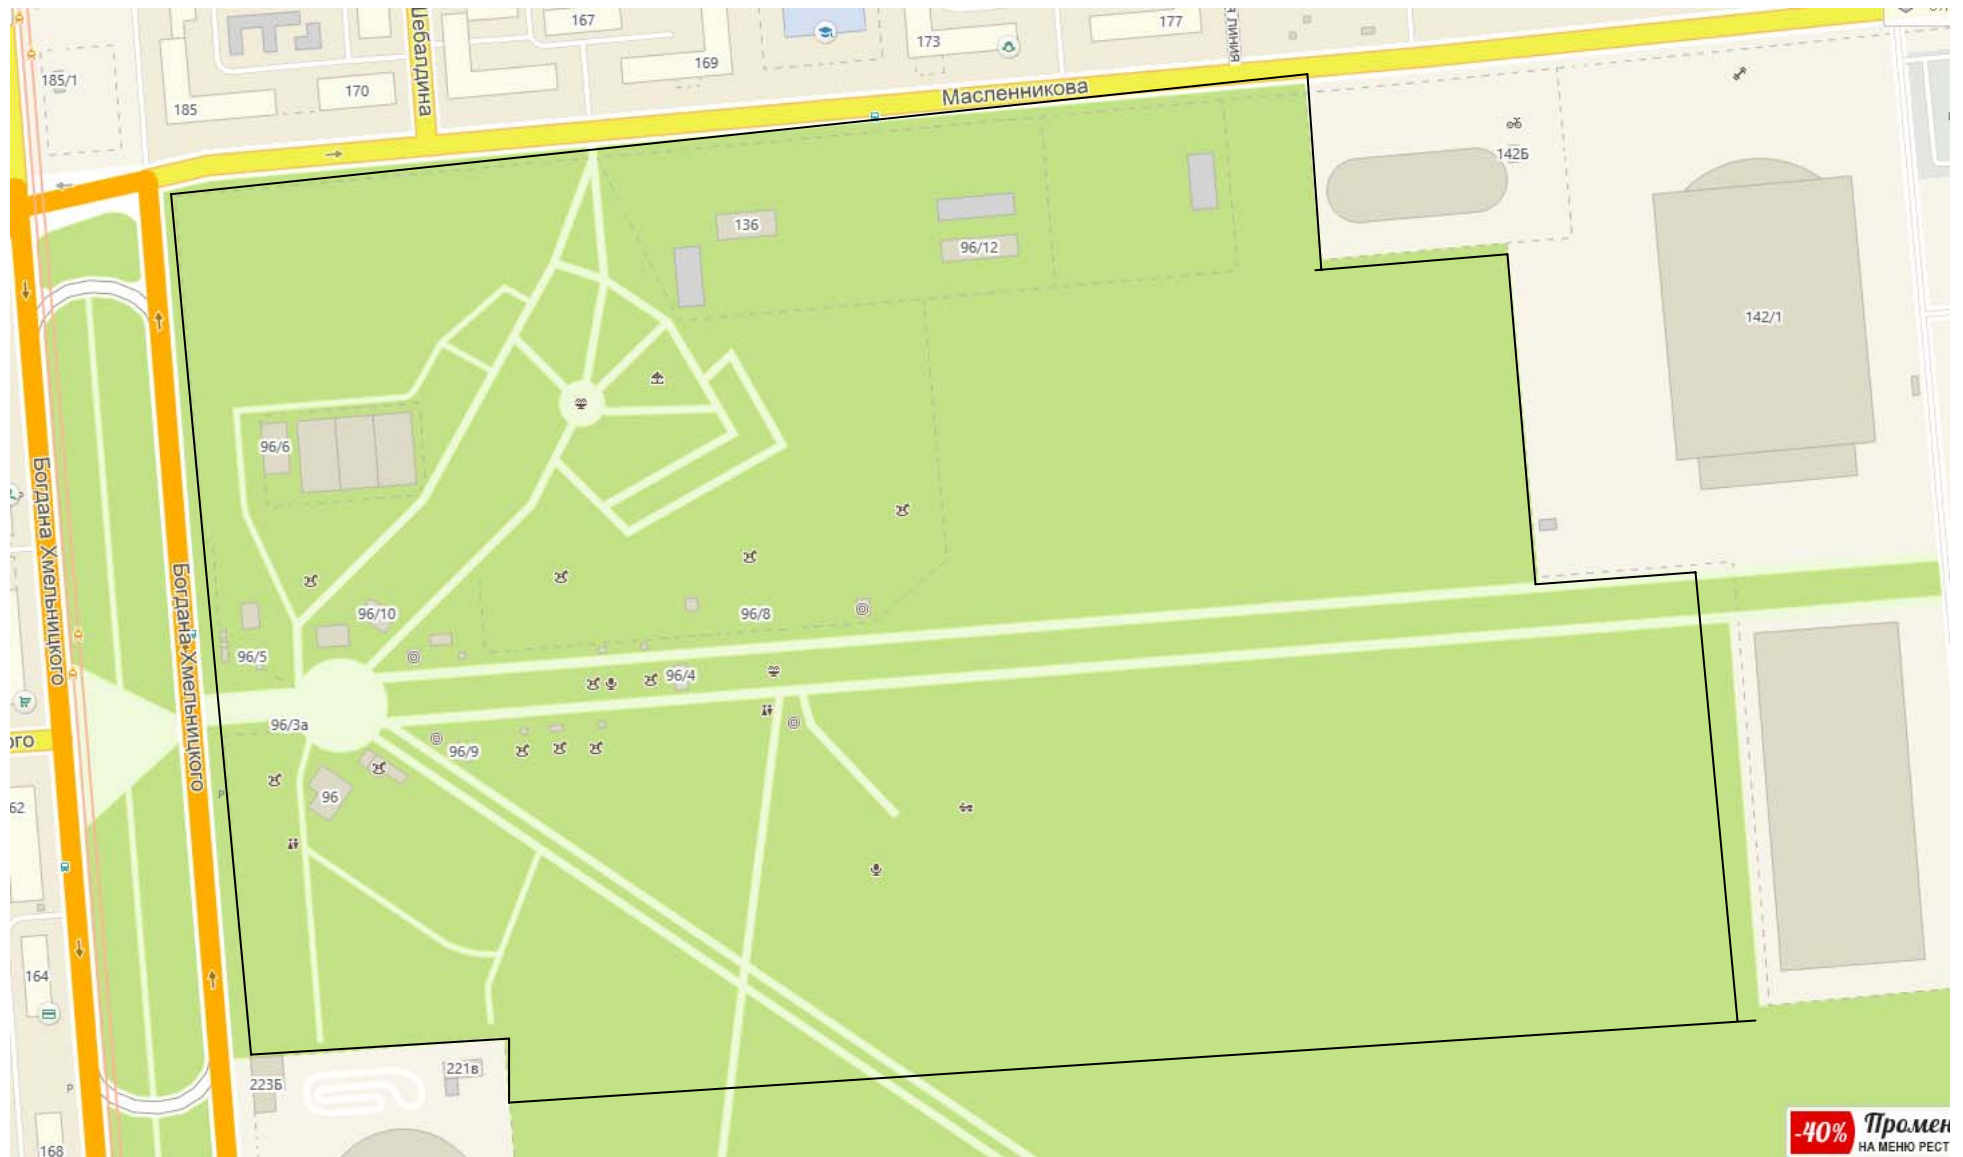 167
177
173
169
Шебалдина
185/1
170
185
Масленникова
142Б
136
96/12
142/1
96/6
Богдана Хмельницкого
Богдана Хмельницкого
96/10
96/8
96/5
96/4
96/3а
ого
96/9
96
62
164
P
P
P
221в
223Б
168
-40%
Промен
НА МЕНЮ РЕСТ